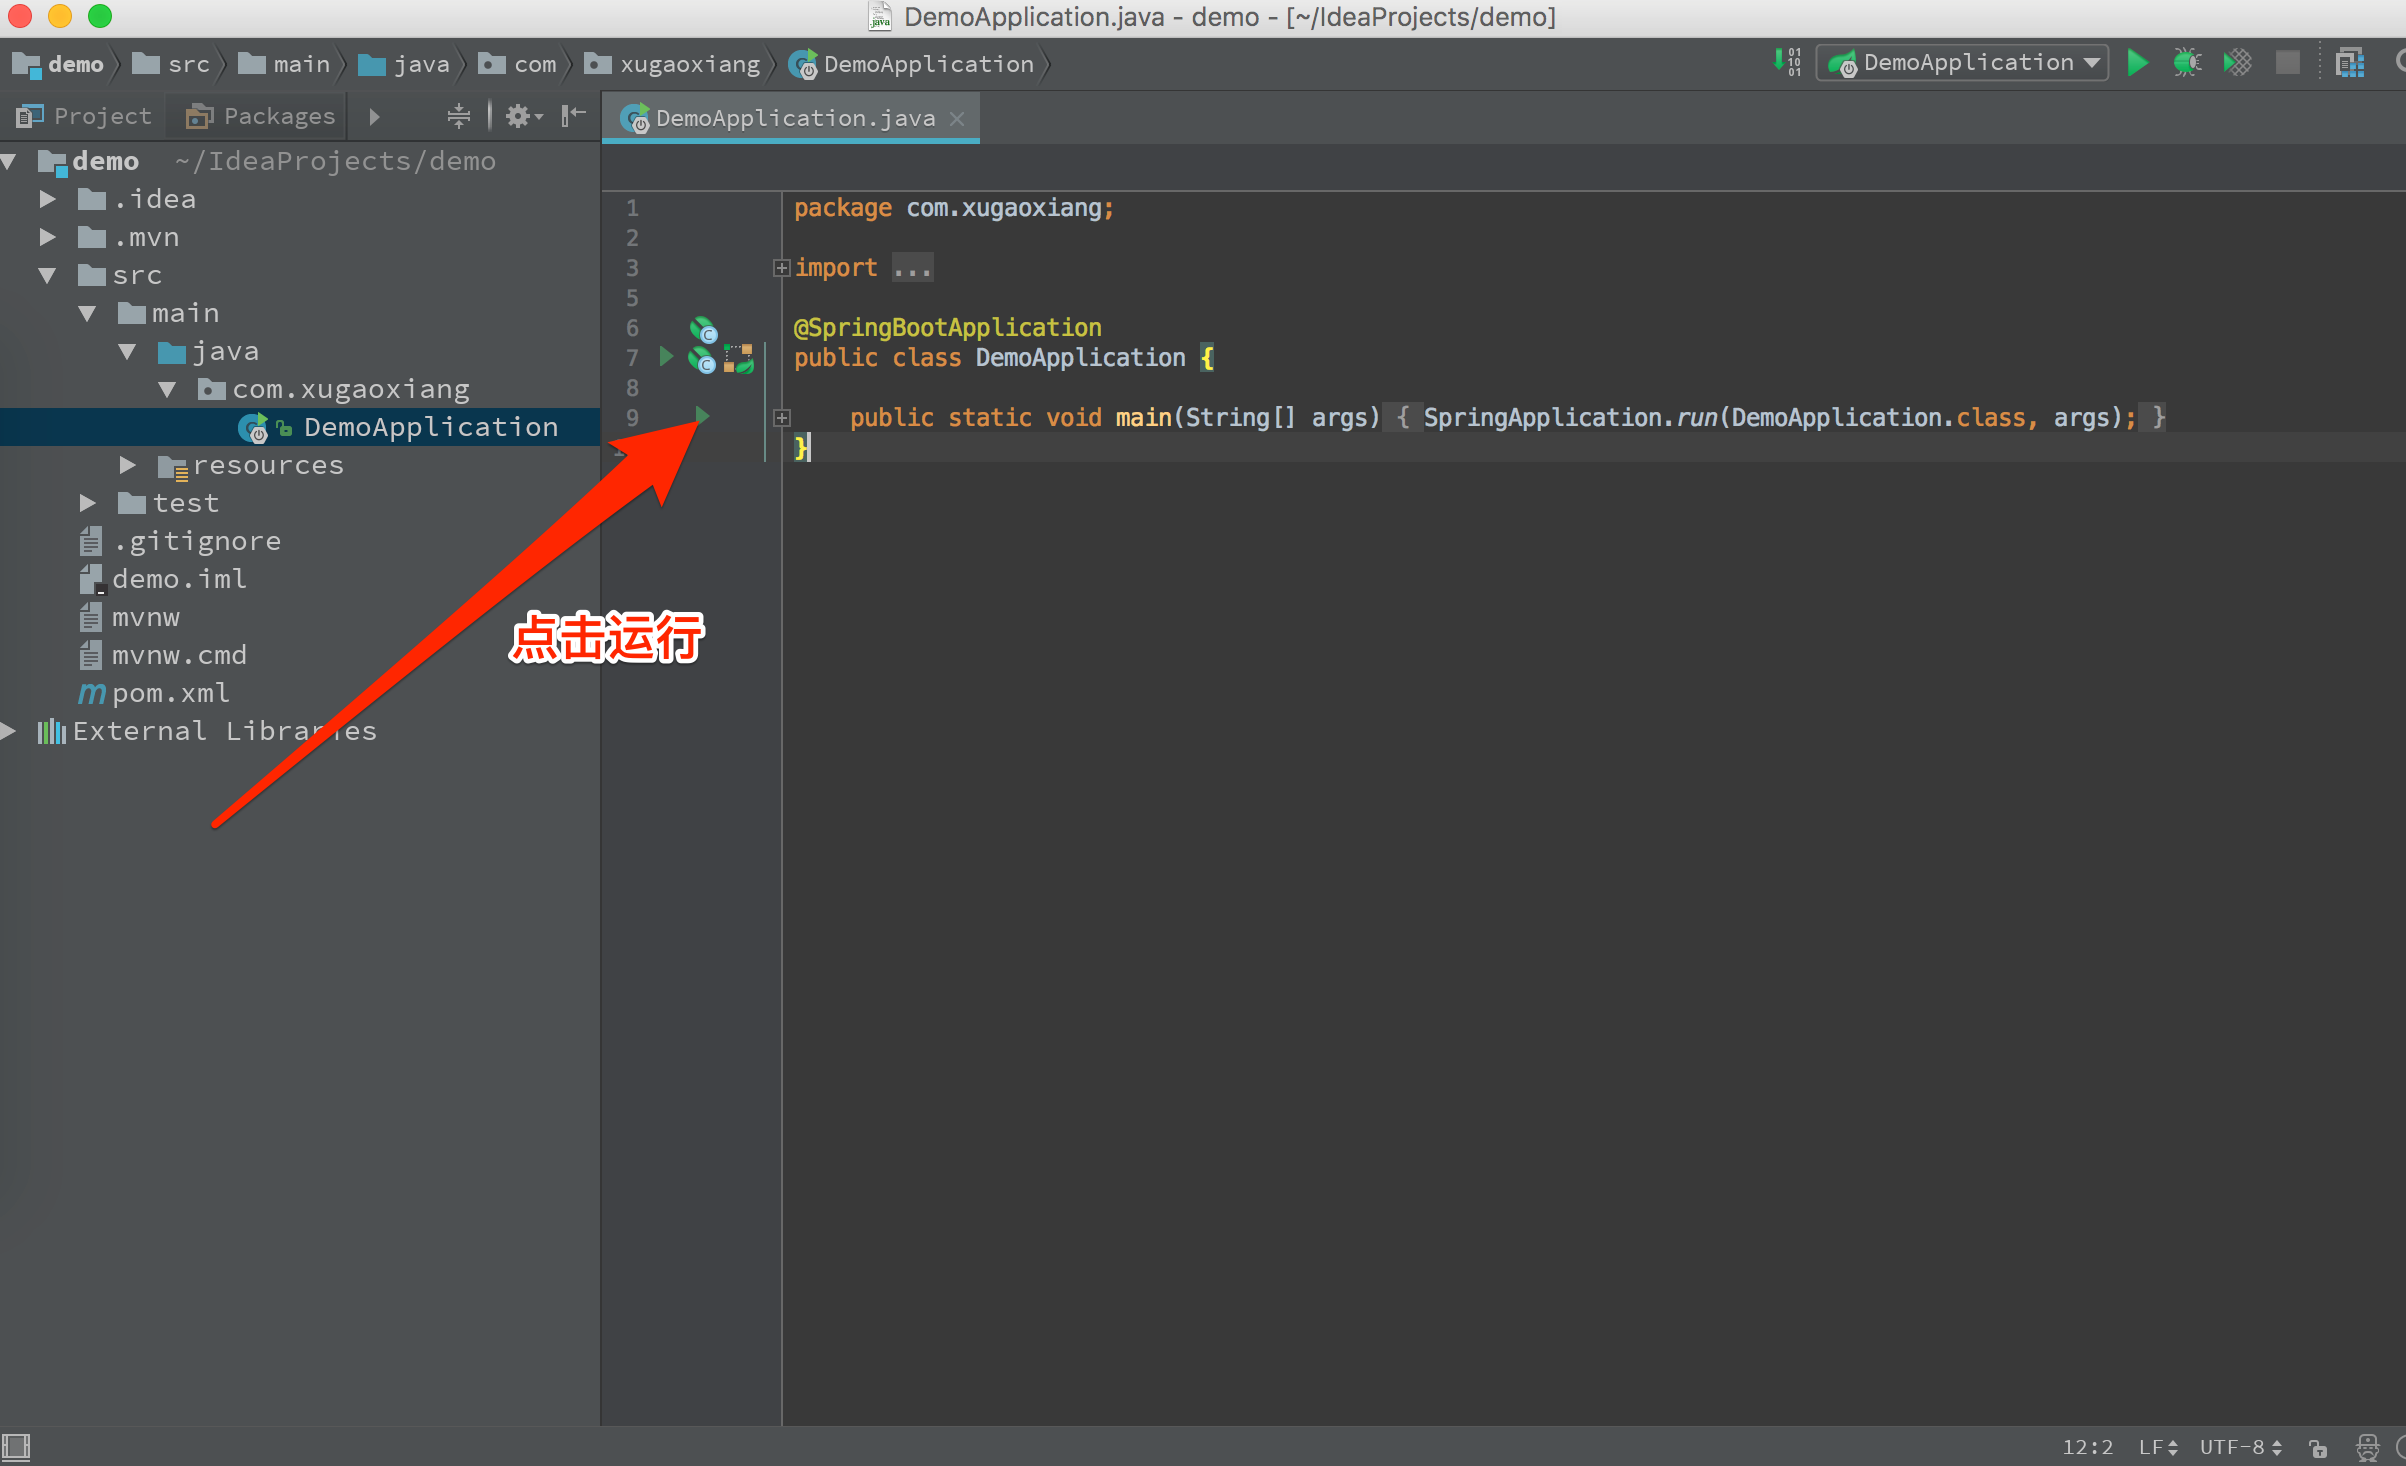 DemoApplication.java - demo - [~/IdeaProjects/demo]
demo src main java com xugaoxiang DemoApplication
DemoApplication
Project Packages
DemoApplication.java
demo ~/IdeaProjects/demo
.idea
.mvn
src
main
java
com.xugaoxiang
DemoApplication
resources
test
.gitignore
demo.iml
mvnw
mvnw.cmd
pom.xml
External Libraries
1 package com.xugaoxiang;
2
3 import ...
5
6 @SpringBootApplication
7 public class DemoApplication {
8
9 public static void main(String[] args) { SpringApplication.run(DemoApplication.class, args); }
}
点击运行
12:2 LF UTF-8